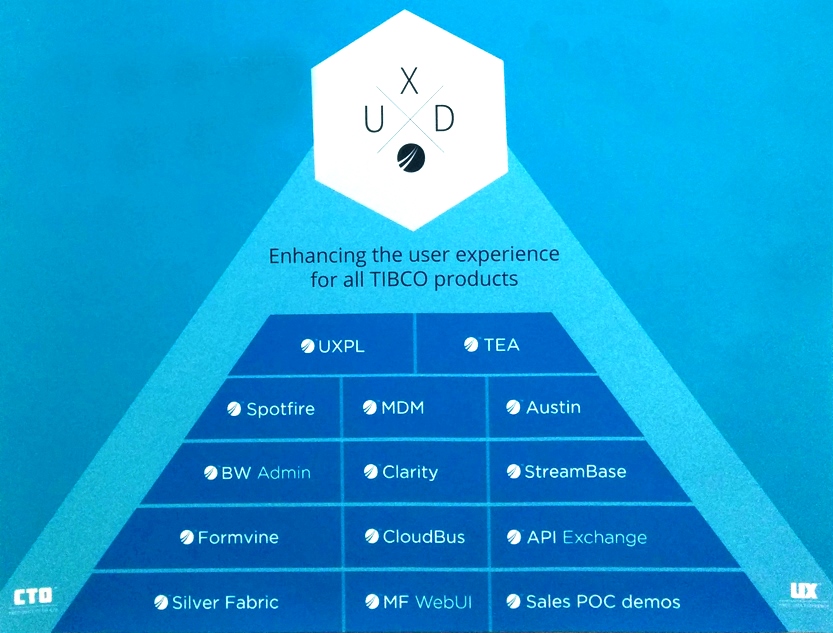 X
U D
Enhancing the user experience
for all TIBCO products
UXPL TEA
Spotfire MDM Austin
BW Admin Clarity StreamBase
Formvine CloudBus API Exchange
Silver Fabric MF WebUI Sales POC demos
CTO UX